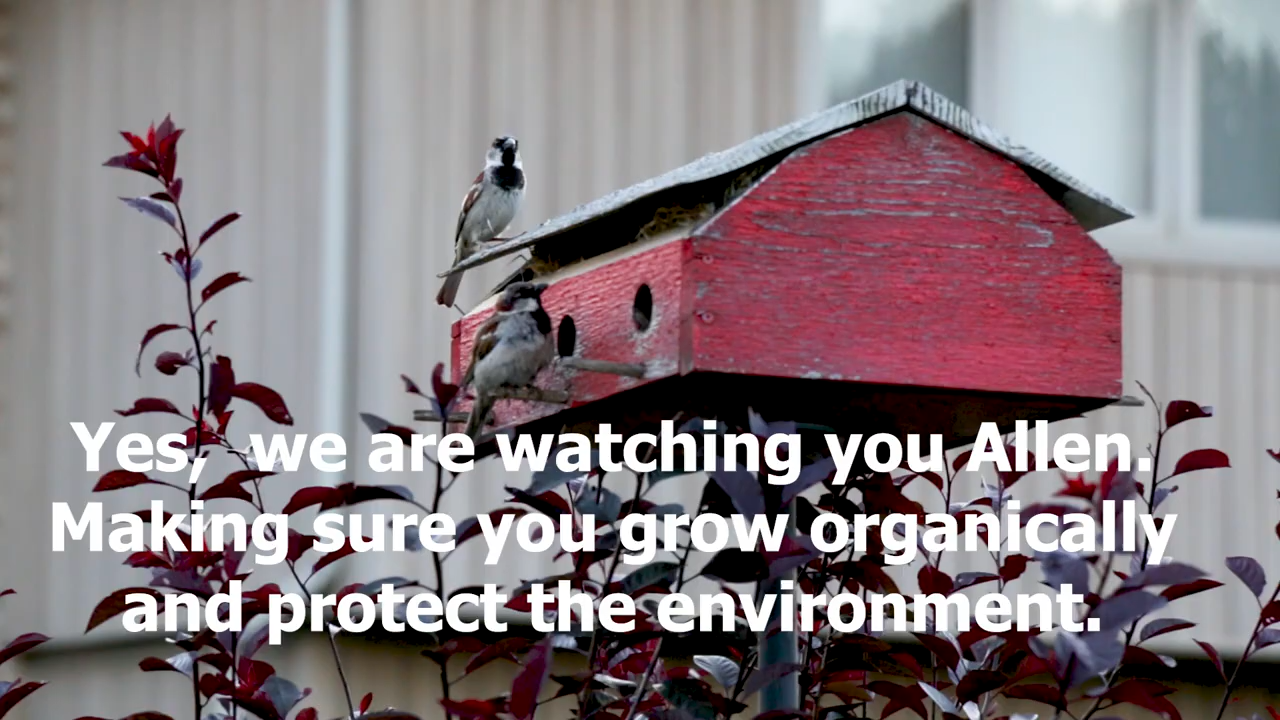 Yes, we are watching you Allen.
Making sure you grow organically
and protect the environment.